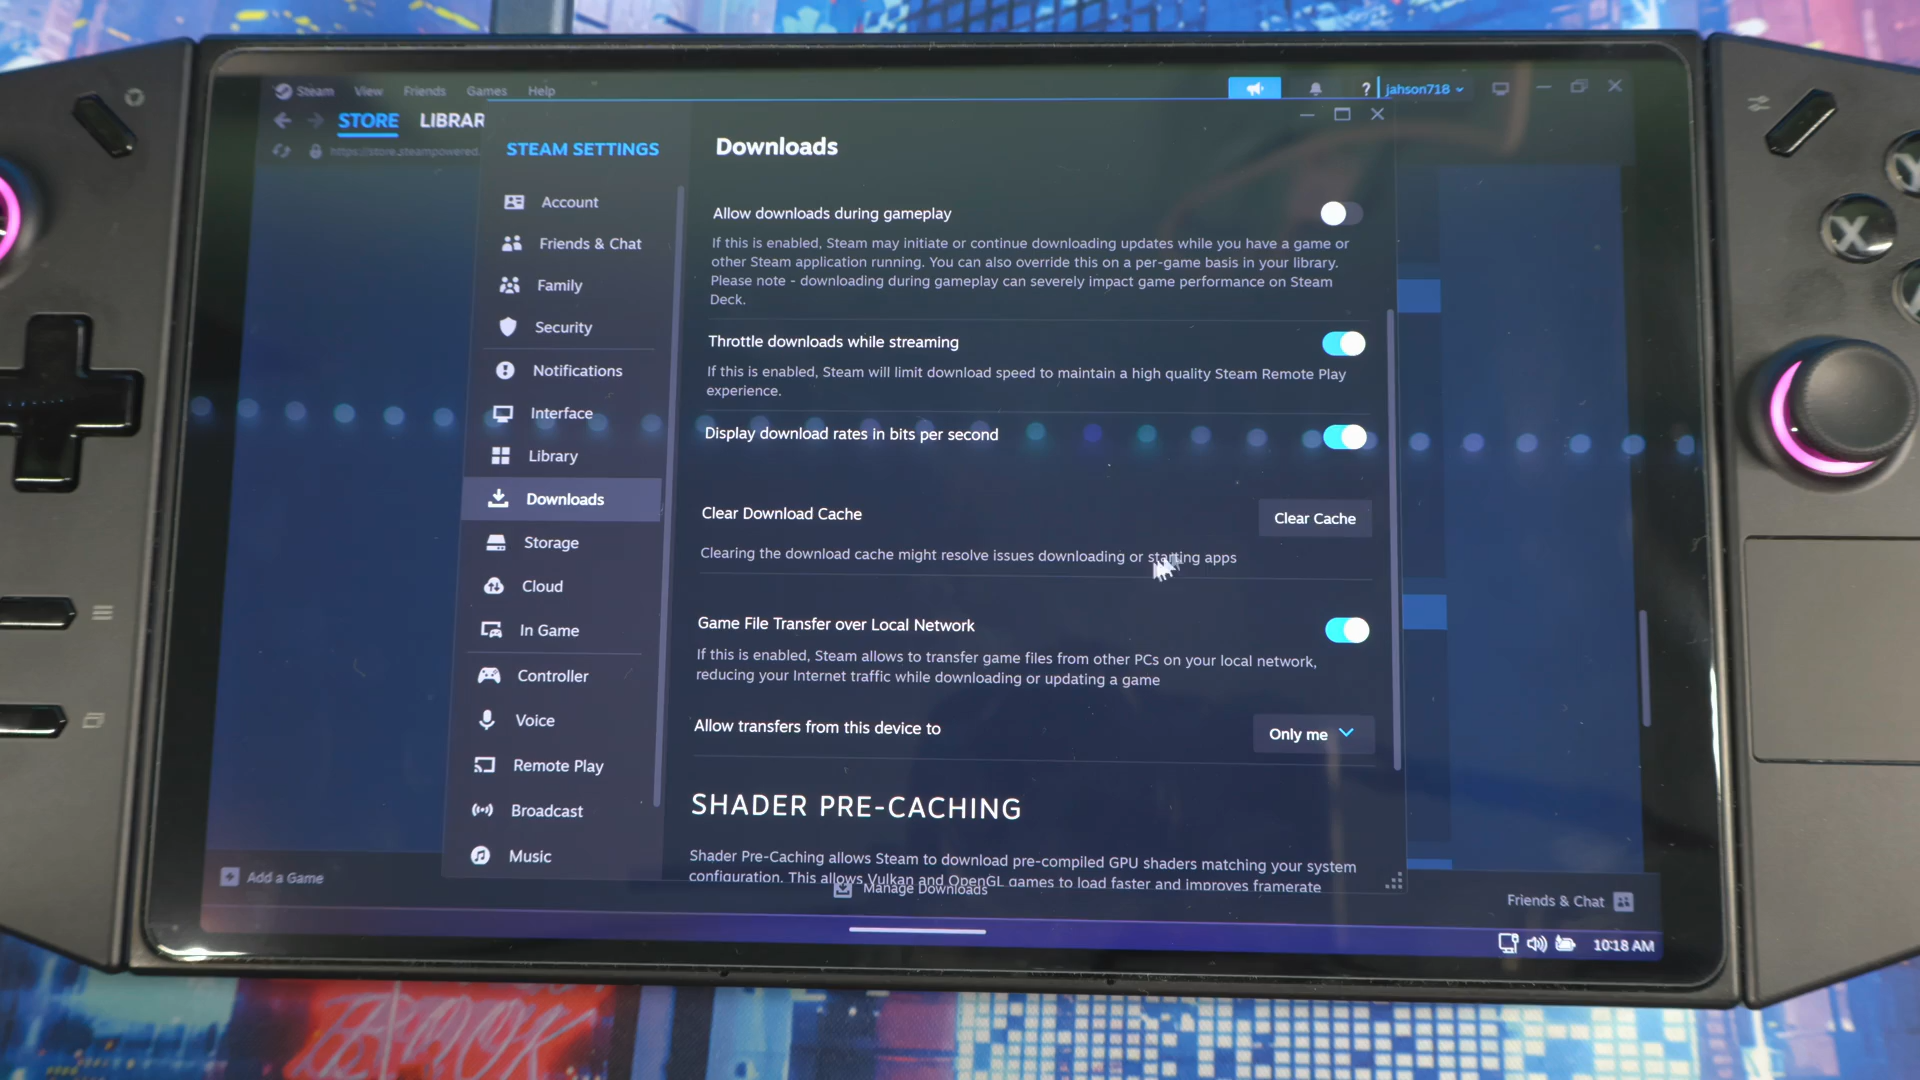 Steam View Friends Games Help
? jahson718
STORE LIBRAR
https://store.steampowered.
STEAM SETTINGS
Account
Friends & Chat
Family
Security
Notifications
Interface
Library
Downloads
Storage
Cloud
In Game
Controller
Voice
Remote Play
Broadcast
Music
Downloads
Allow downloads during gameplay
If this is enabled, Steam may initiate or continue downloading updates while you have a game or
other Steam application running. You can also override this on a per-game basis in your library.
Please note - downloading during gameplay can severely impact game performance on Steam
Deck.
Throttle downloads while streaming
If this is enabled, Steam will limit download speed to maintain a high quality Steam Remote Play
experience.
Display download rates in bits per second
Clear Download Cache
Clear Cache
Clearing the download cache might resolve issues downloading or starting apps
Game File Transfer over Local Network
If this is enabled, Steam allows to transfer game files from other PCs on your local network,
reducing your Internet traffic while downloading or updating a game
Allow transfers from this device to
Only me
SHADER PRE-CACHING
Shader Pre-Caching allows Steam to download pre-compiled GPU shaders matching your system
configuration. This allows Vulkan and OpenGL games to load faster and improves framerate
Add a Game
Manage Downloads
Friends & Chat
10:18 AM
X
Y